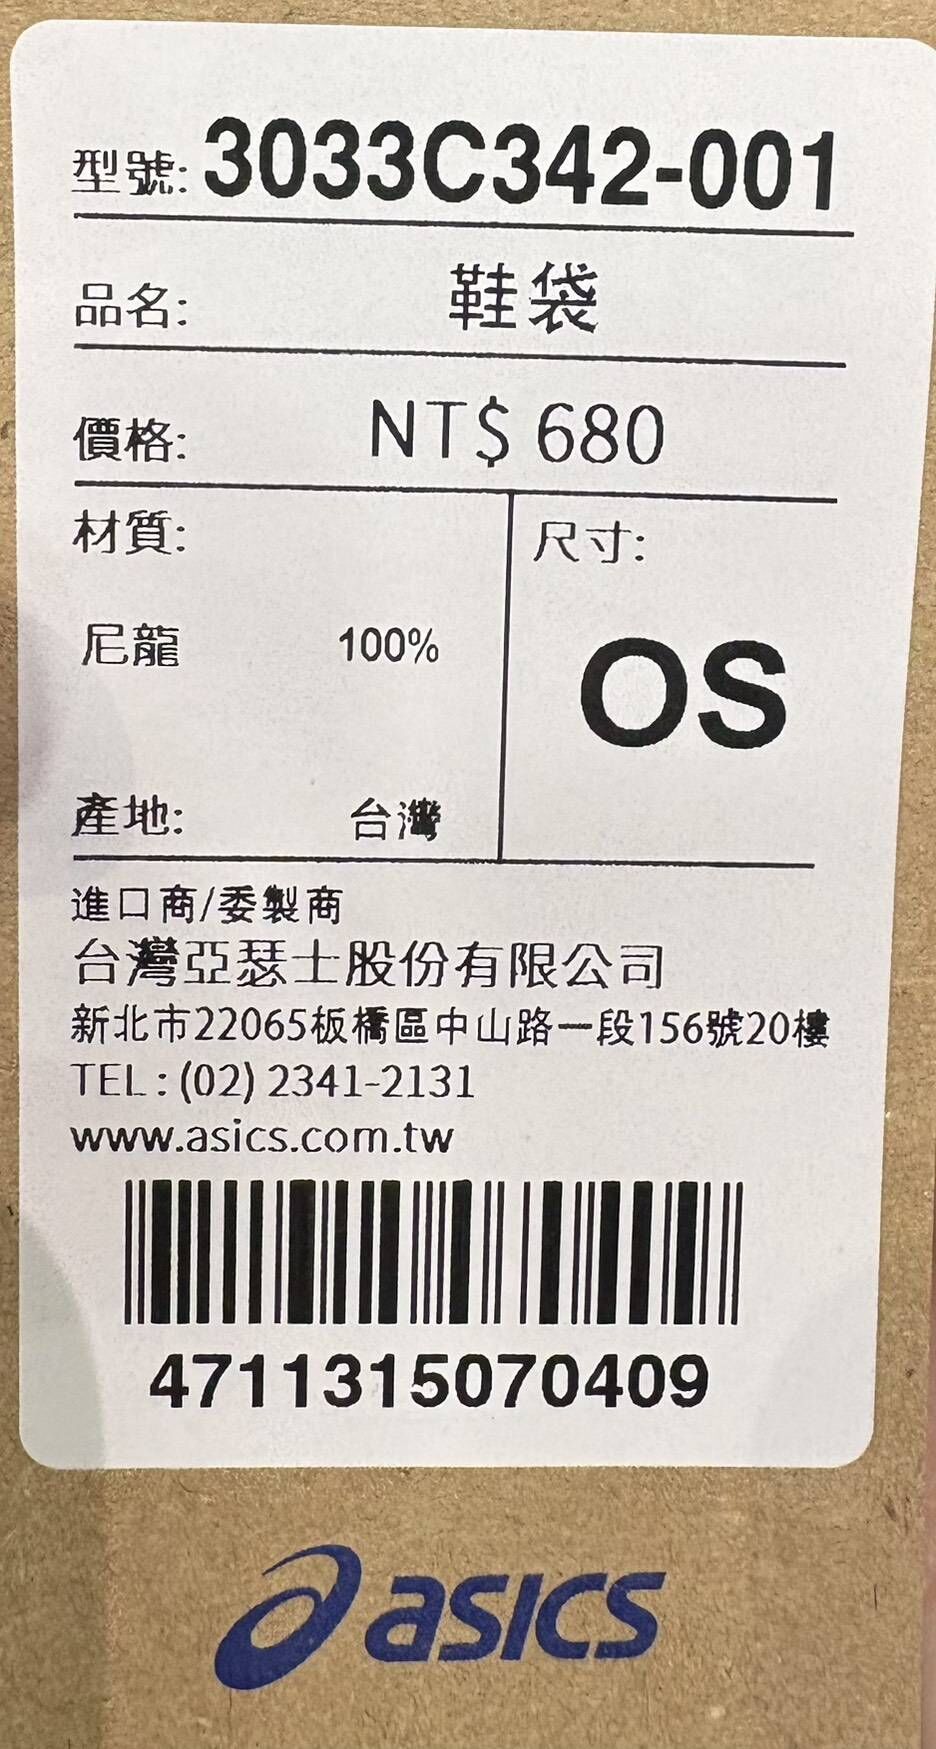 型號: 3033C342-001
品名: 鞋袋
價格: NT$ 680
材質:
尺寸:
尼龍 100%
OS
產地: 台灣
進口商/委製商
台灣亞瑟士股份有限公司
新北市22065板橋區中山路一段156號20樓
TEL : (02) 2341-2131
www.asics.com.tw
4711315070409
asics